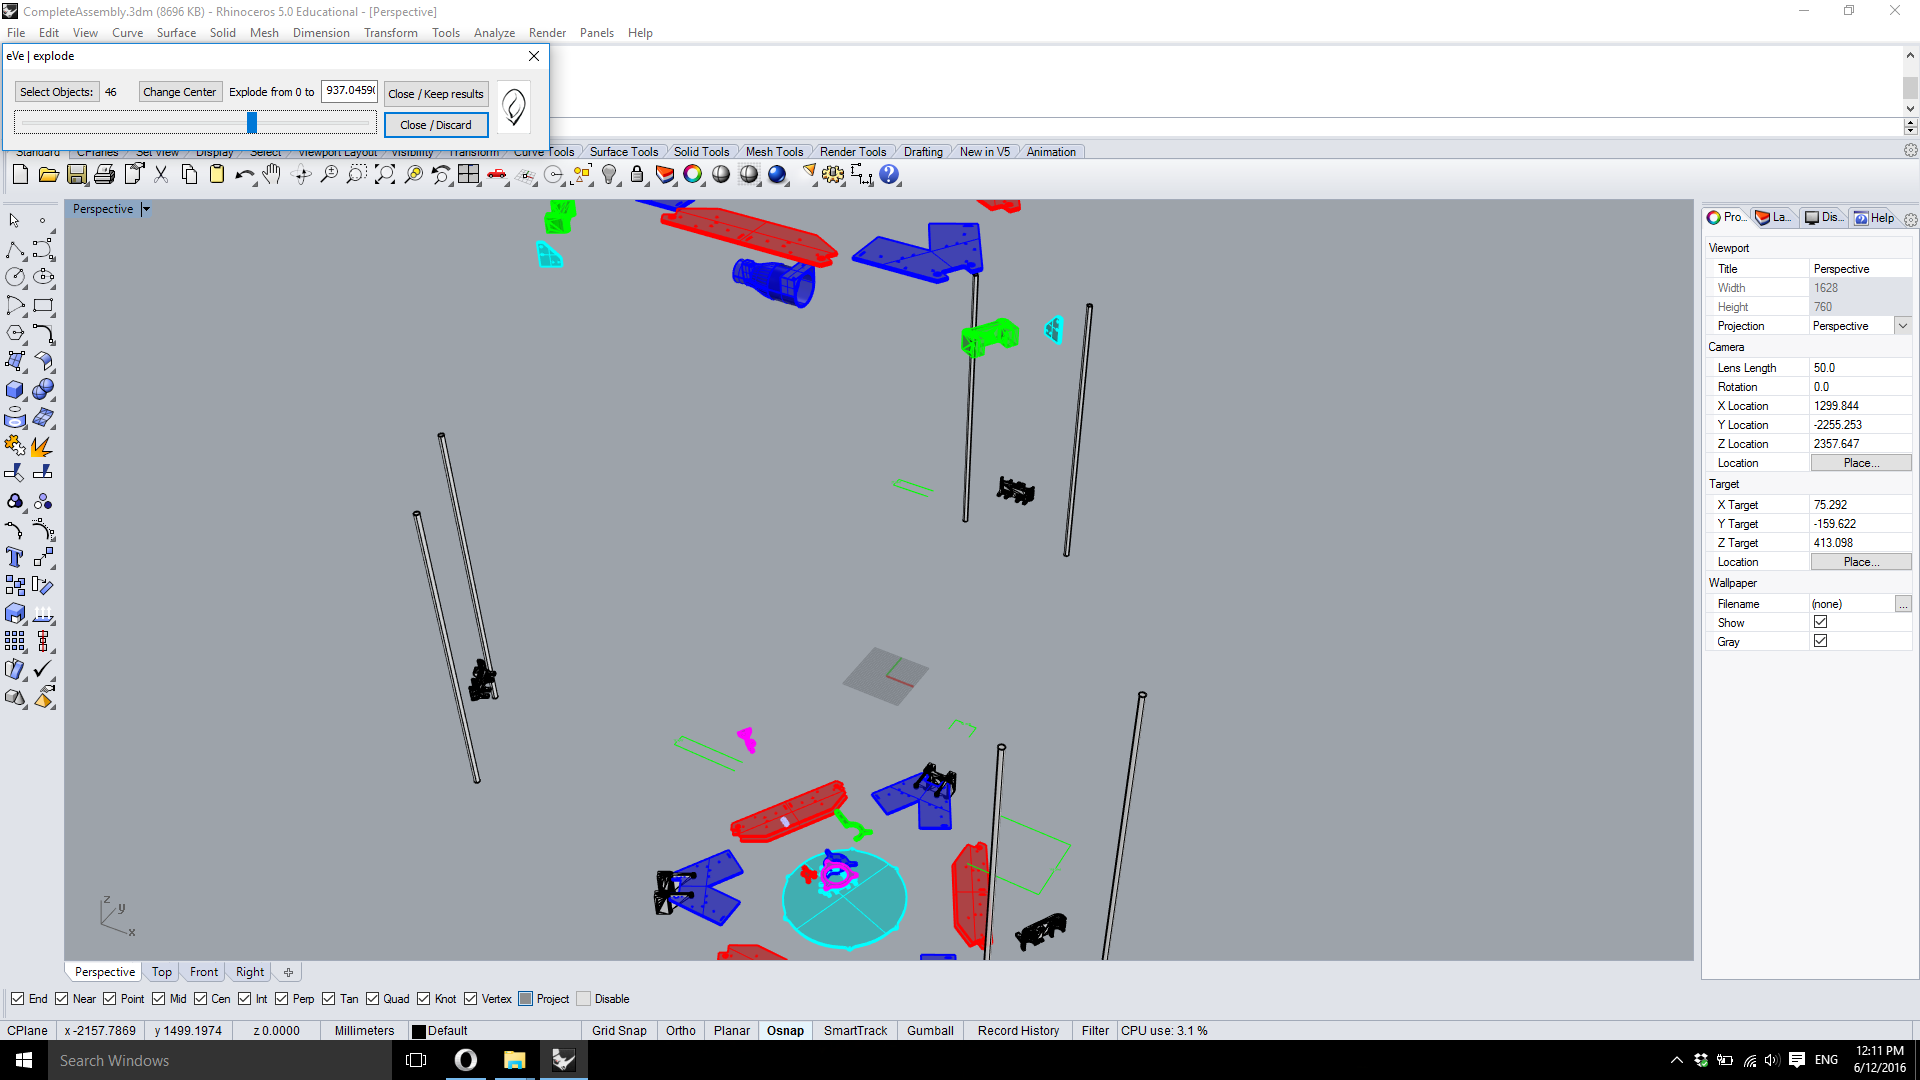 CompleteAssembly.3dm (8696 KB) - Rhinoceros 5.0 Educational - [Perspective]
File Edit View Curve Surface Solid Mesh Dimension Transform Tools Analyze Render Panels Help
eVe | explode
Select Objects: 46 Change Center Explode from 0 to 937.0459 Close / Keep results
Close / Discard
Standard CPlanes Set View Display Select Viewport Layout Visibility Transform Curve Tools Surface Tools Solid Tools Mesh Tools Render Tools Drafting New in V5 Animation
Perspective
Pro... La... Dis... Help
Viewport
Title Perspective
Width 1628
Height 760
Projection Perspective
Camera
Lens Length 50.0
Rotation 0.0
X Location 1299.844
Y Location -2255.253
Z Location 2357.647
Location Place...
Target
X Target 75.292
Y Target -159.622
Z Target 413.098
Location Place...
Wallpaper
Filename (none) ...
Show
Gray
z
y
x
Perspective Top Front Right
End Near Point Mid Cen Int Perp Tan Quad Knot Vertex Project Disable
CPlane x -2157.7869 y 1499.1974 z 0.0000 Millimeters Default Grid Snap Ortho Planar Osnap SmartTrack Gumball Record History Filter CPU use: 3.1 %
Search Windows
ENG
12:11 PM
6/12/2016